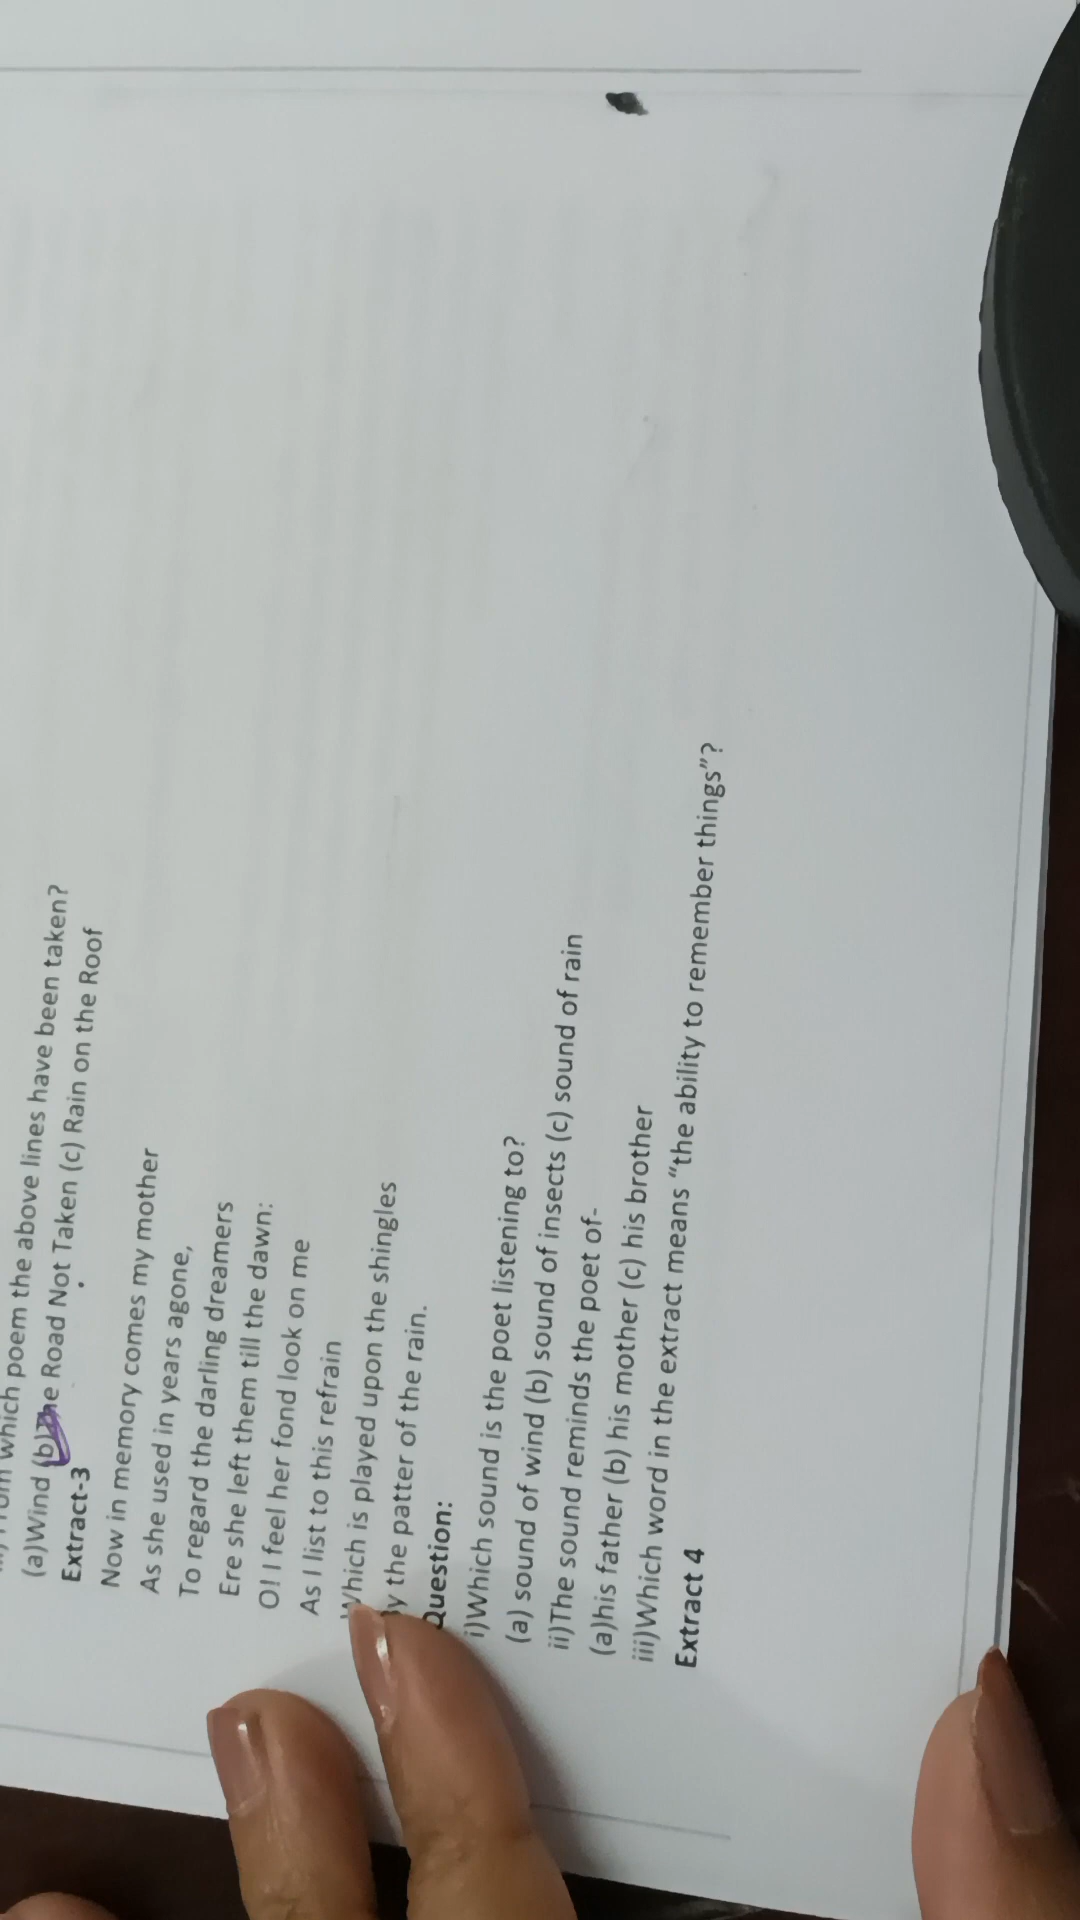 which poem the above lines have been taken?
(a)Wind (b)The Road Not Taken (c) Rain on the Roof
Extract-3
Now in memory comes my mother
As she used in years agone,
To regard the darling dreamers
Ere she left them till the dawn:
O! I feel her fond look on me
As I list to this refrain
Which is played upon the shingles
By the patter of the rain.
Question:
i)Which sound is the poet listening to?
(a) sound of wind (b) sound of insects (c) sound of rain
ii)The sound reminds the poet of-
(a)his father (b) his mother (c) his brother
iii)Which word in the extract means “the ability to remember things”?
Extract 4